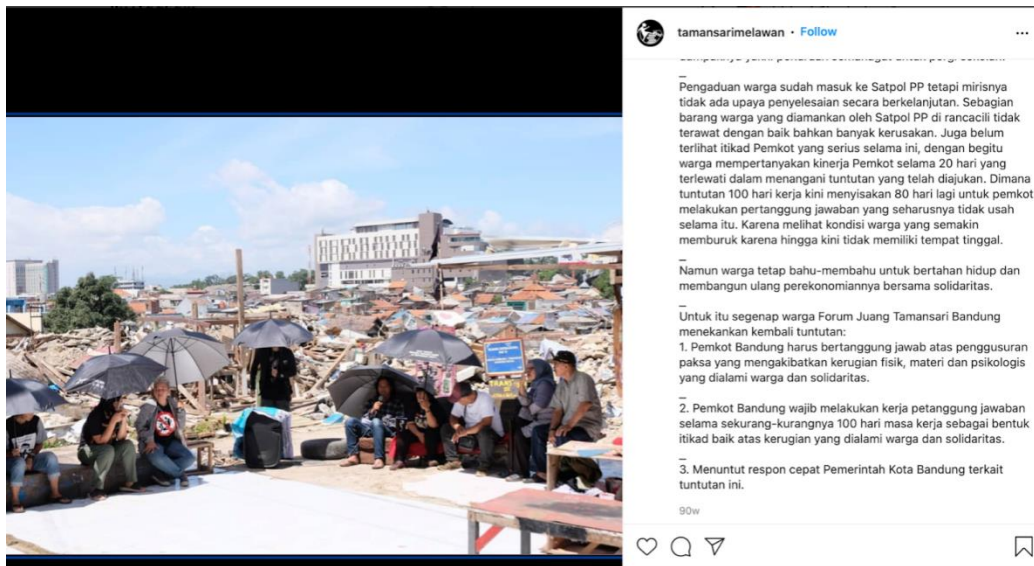 tamansarimelawan • Follow
_
Pengaduan warga sudah masuk ke Satpol PP tetapi mirisnya
tidak ada upaya penyelesaian secara berkelanjutan. Sebagian
barang warga yang diamankan oleh Satpol PP di rancacili tidak
terawat dengan baik bahkan banyak kerusakan. Juga belum
terlihat itikad Pemkot yang serius selama ini, dengan begitu
warga mempertanyakan kinerja Pemkot selama 20 hari yang
terlewati dalam menangani tuntutan yang telah diajukan. Dimana
tuntutan 100 hari kerja kini menyisakan 80 hari lagi untuk pemkot
melakukan pertanggung jawaban yang seharusnya tidak usah
selama itu. Karena melihat kondisi warga yang semakin
memburuk karena hingga kini tidak memiliki tempat tinggal.
_
Namun warga tetap bahu-membahu untuk bertahan hidup dan
membangun ulang perekonomiannya bersama solidaritas.
_
Untuk itu segenap warga Forum Juang Tamansari Bandung
menekankan kembali tuntutan:
1. Pemkot Bandung harus bertanggung jawab atas penggusuran
paksa yang mengakibatkan kerugian fisik, materi dan psikologis
yang dialami warga dan solidaritas.
_
2. Pemkot Bandung wajib melakukan kerja petanggung jawaban
selama sekurang-kurangnya 100 hari masa kerja sebagai bentuk
itikad baik atas kerugian yang dialami warga dan solidaritas.
_
3. Menuntut respon cepat Pemerintah Kota Bandung terkait
tuntutan ini.
90w